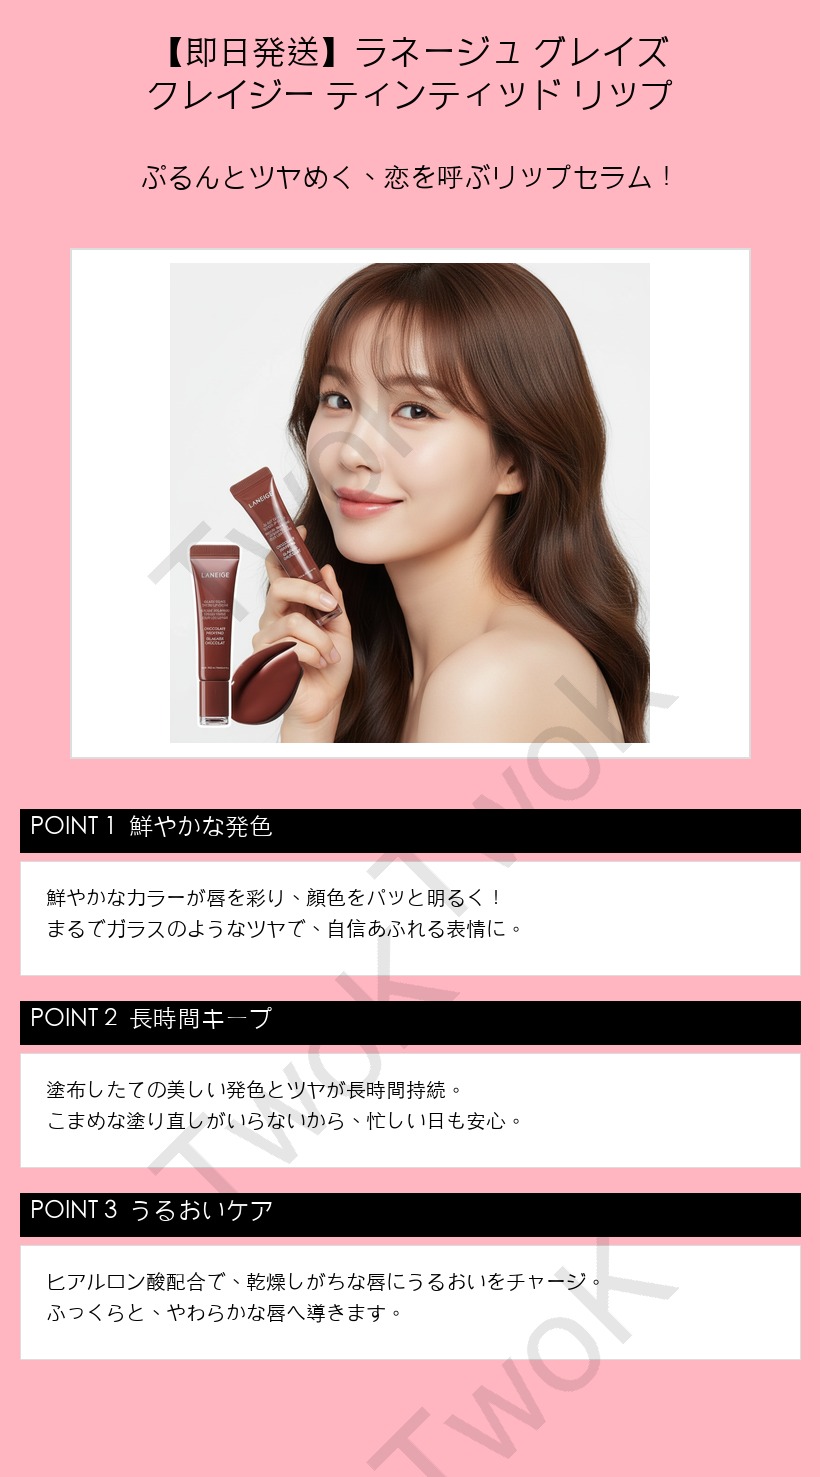 【即日発送】ラネージュ グレイズ
クレイジー ティンティッド リップ
ぷるんとツヤめく、恋を呼ぶリップセラム！
LANEIGE
LANEIGE
POINT 1 鮮やかな発色
鮮やかなカラーが唇を彩り、顔色をパッと明るく！
まるでガラスのようなツヤで、自信あふれる表情に。
POINT 2 長時間キープ
塗布したての美しい発色とツヤが長時間持続。
こまめな塗り直しがいらないから、忙しい日も安心。
POINT 3 うるおいケア
ヒアルロン酸配合で、乾燥しがちな唇にうるおいをチャージ。
ふっくらと、やわらかな唇へ導きます。
TwoK
TwoK
TwoK
TwoK